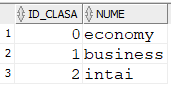 ID_CLASA NUME
1 0 economy
2 1 business
3 2 intai